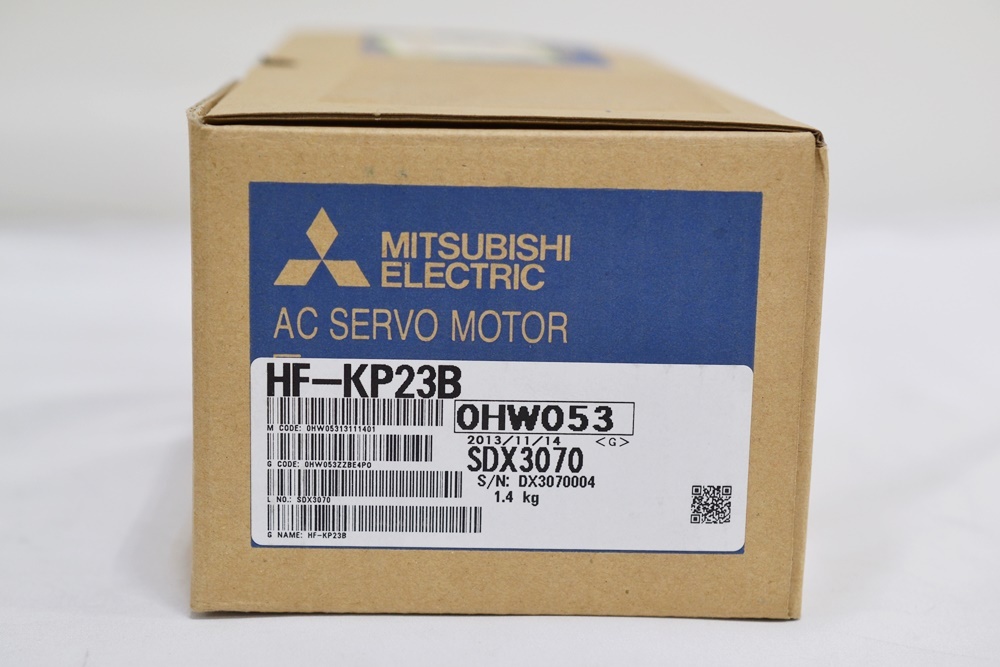 MITSUBISHI
ELECTRIC
AC SERVO MOTOR
HF-KP23B
0HW053
M CODE: 0HW05313111401
2013/11/14 <G>
G CODE: 0HW053ZZBE4P0
SDX3070
S/N: DX3070004
L NO.: SDX3070
1.4 kg
G NAME: HF-KP23B